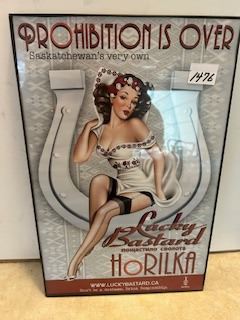 PROHIBITION IS OVER
Saskatchewan's very own
1476
Lucky
Bastard
HORILKA
WWW.LUCKYBASTARD.CA